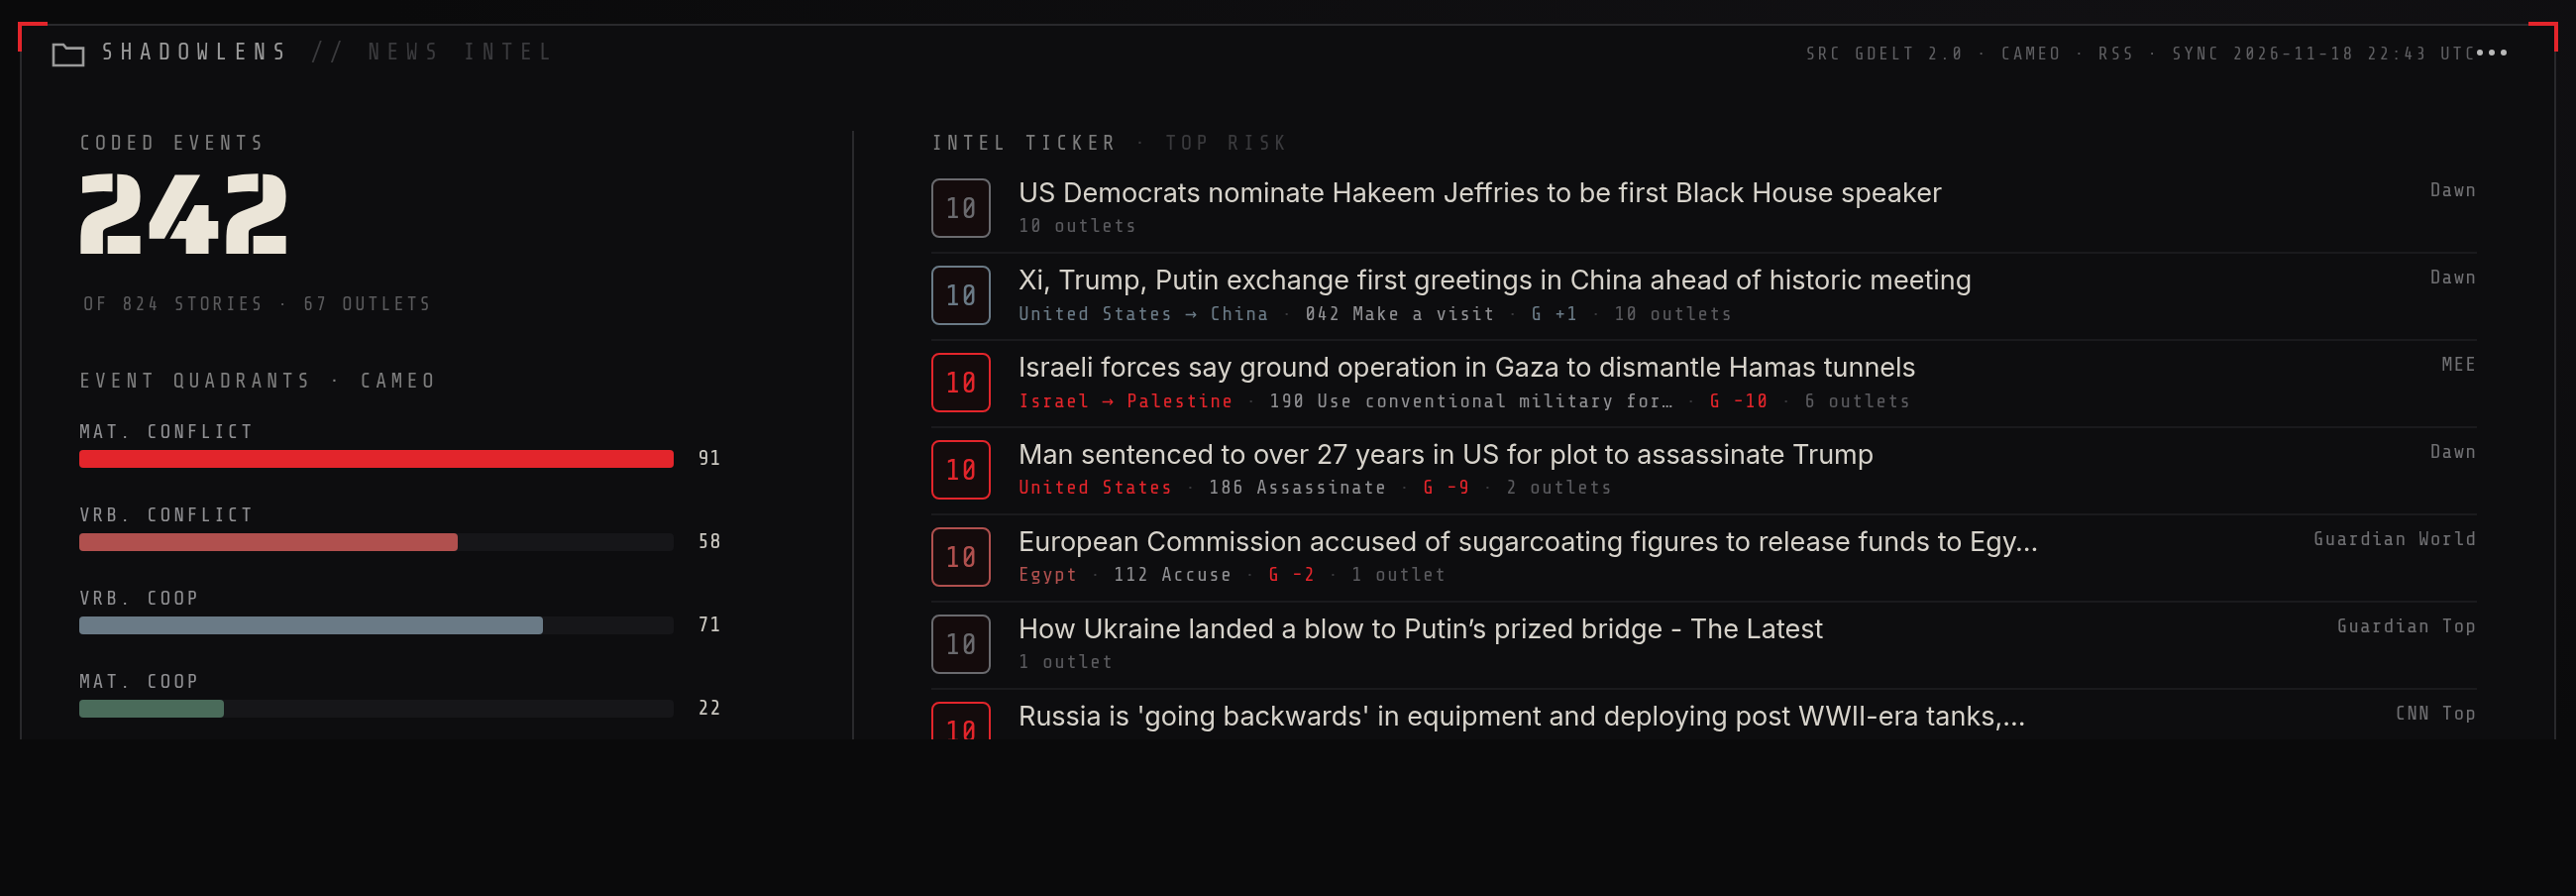 SHADOWLENS // NEWS INTEL
SRC GDELT 2.0 · CAMEO · RSS · SYNC 2026-11-18 22:43 UTC
CODED EVENTS
242
OF 824 STORIES · 67 OUTLETS
EVENT QUADRANTS · CAMEO
MAT. CONFLICT
91
VRB. CONFLICT
58
VRB. COOP
71
MAT. COOP
22
INTEL TICKER · TOP RISK
10 US Democrats nominate Hakeem Jeffries to be first Black House speaker Dawn
10 outlets
10 Xi, Trump, Putin exchange first greetings in China ahead of historic meeting Dawn
United States → China · 042 Make a visit · G +1 · 10 outlets
10 Israeli forces say ground operation in Gaza to dismantle Hamas tunnels MEE
Israel → Palestine · 190 Use conventional military for… · G -10 · 6 outlets
10 Man sentenced to over 27 years in US for plot to assassinate Trump Dawn
United States · 186 Assassinate · G -9 · 2 outlets
10 European Commission accused of sugarcoating figures to release funds to Egy… Guardian World
Egypt · 112 Accuse · G -2 · 1 outlet
10 How Ukraine landed a blow to Putin’s prized bridge - The Latest Guardian Top
1 outlet
10 Russia is 'going backwards' in equipment and deploying post WWII-era tanks,… CNN Top